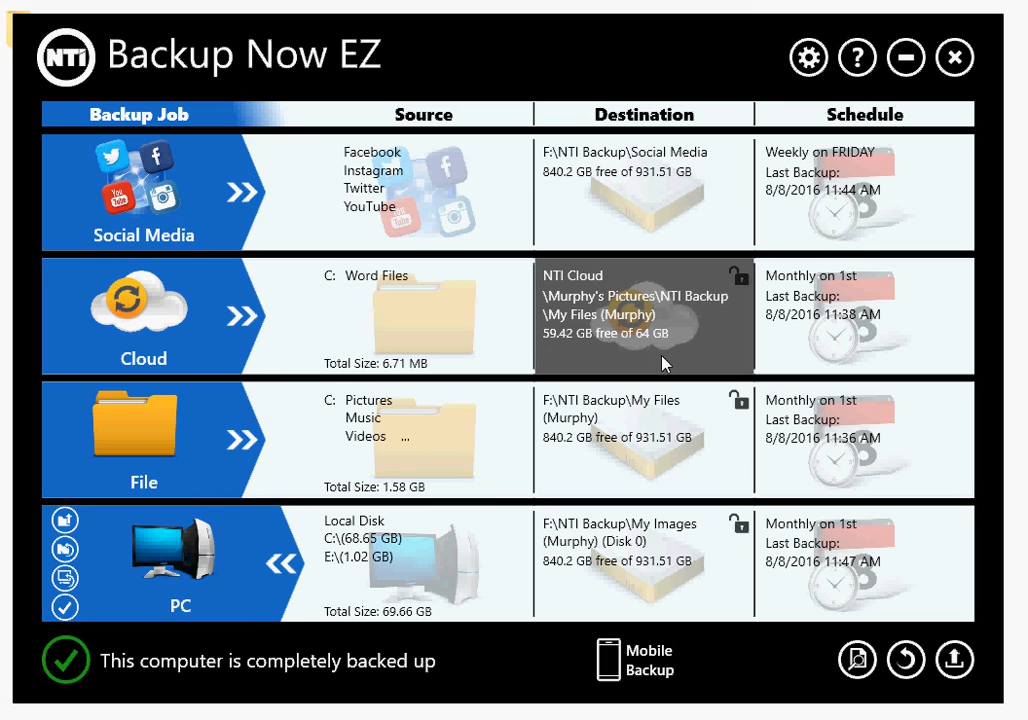 NTI Backup Now EZ
?
Backup Job Source Destination Schedule
Social Media
You Tube
Facebook
Instagram
Twitter
YouTube
F:\NTI Backup\Social Media
840.2 GB free of 931.51 GB
Weekly on FRIDAY
Last Backup:
8/8/2016 11:44 AM
Cloud
C: Word Files
Total Size: 6.71 MB
NTI Cloud
\Murphy's Pictures\NTI Backup
\My Files (Murphy)
59.42 GB free of 64 GB
Monthly on 1st
Last Backup:
8/8/2016 11:38 AM
File
C: Pictures
Music
Videos ...
Total Size: 1.58 GB
F:\NTI Backup\My Files
(Murphy)
840.2 GB free of 931.51 GB
Monthly on 1st
Last Backup:
8/8/2016 11:36 AM
PC
Local Disk
C:\(68.65 GB)
E:\(1.02 GB)
Total Size: 69.66 GB
F:\NTI Backup\My Images
(Murphy) (Disk 0)
840.2 GB free of 931.51 GB
Monthly on 1st
Last Backup:
8/8/2016 11:47 AM
This computer is completely backed up
Mobile
Backup